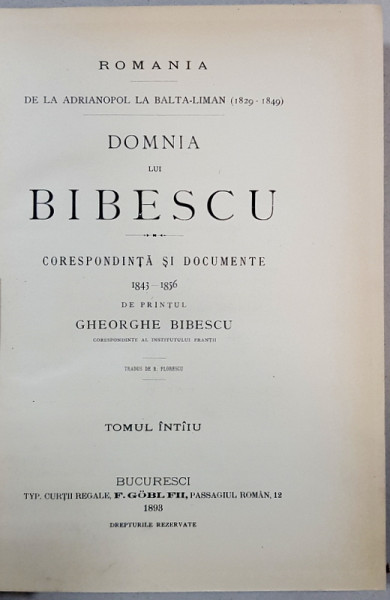 ROMANIA
DE LA ADRIANOPOL LA BALTA-LIMAN (1829-1849)
DOMNIA
LUI
BIBESCU
CORESPONDINȚĂ ȘI DOCUMENTE
1843—1856
DE PRINȚUL
GHEORGHE BIBESCU
CORESPONDINTE AL INSTITUTULUI FRANȚII
TRADUS DE B. FLORESCU
TOMUL ÎNTÎIU
BUCURESCI
TYP. CURȚII REGALE, F. GÖBL FII, PASSAGIUL ROMÂN, 12
1893
DREPTURILE REZERVATE